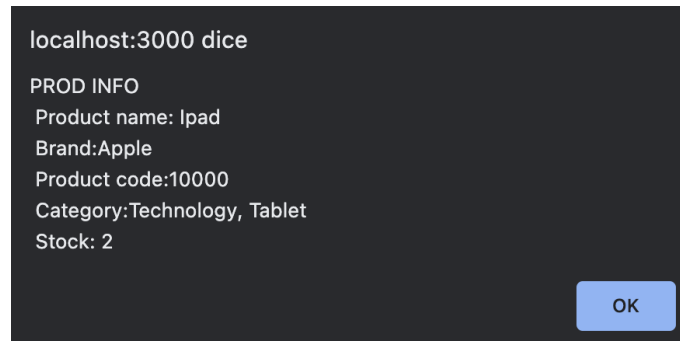 localhost:3000 dice
PROD INFO
Product name: Ipad
Brand:Apple
Product code:10000
Category:Technology, Tablet
Stock: 2
OK